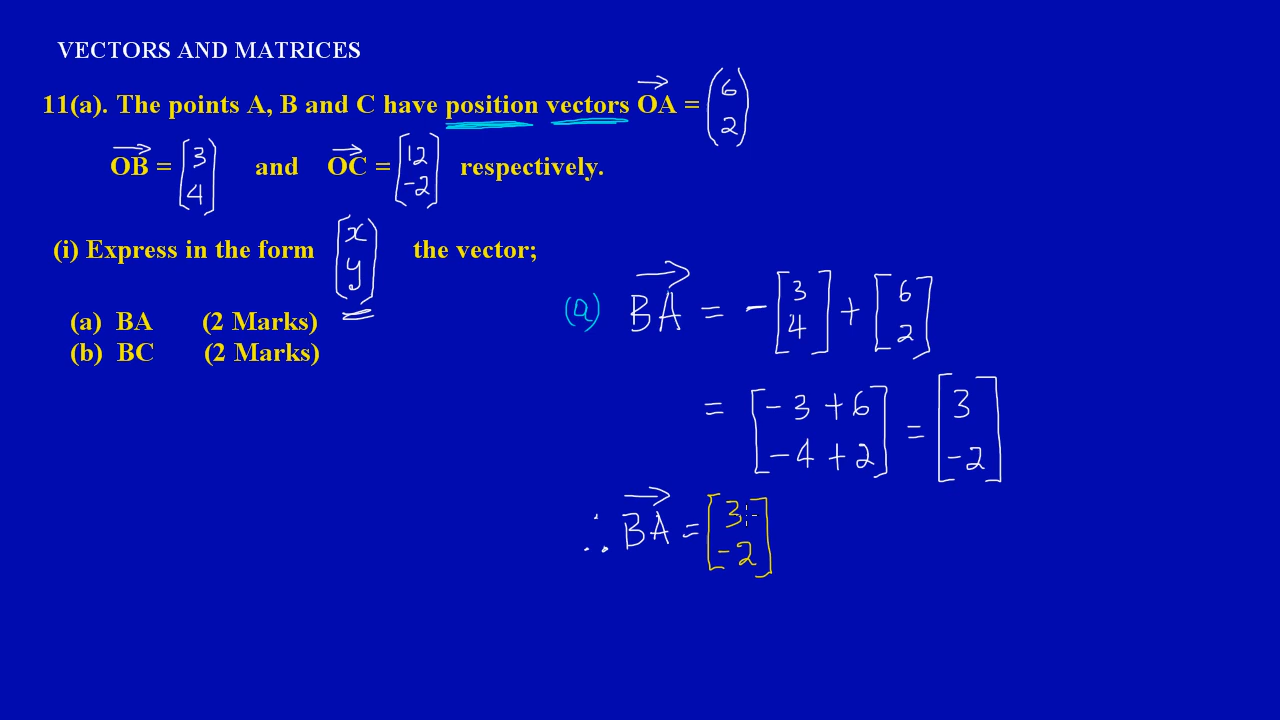 VECTORS AND MATRICES
11(a). The points A, B and C have position vectors OA = (6 2)
OB = [3 4] and OC = [12 -2] respectively.
(i) Express in the form [x y] the vector;
(a) BA (2 Marks)
(b) BC (2 Marks)
(a) BA = -[3 4] + [6 2]
= [-3 + 6 -4 + 2] = [3 -2]
∴ BA = [3 -2]